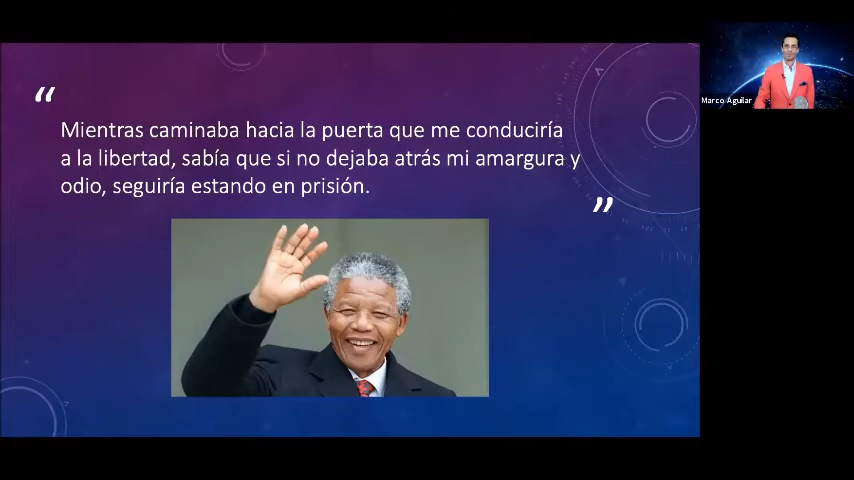 “
Mientras caminaba hacia la puerta que me conduciría
a la libertad, sabía que si no dejaba atrás mi amargura y
odio, seguiría estando en prisión.
”
Marco Aguilar